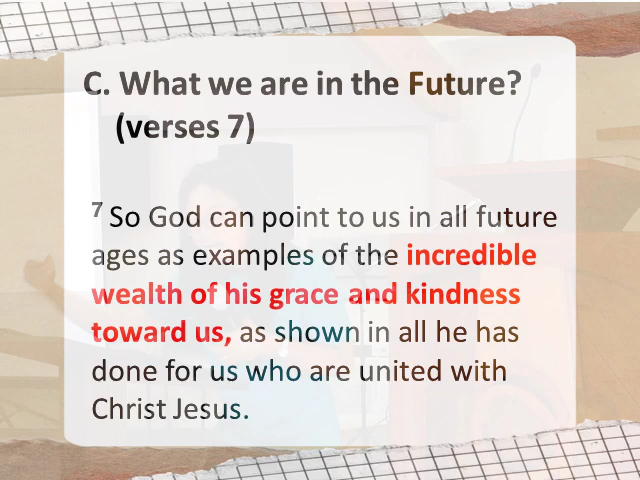 C. What we are in the Future?
(verses 7)
7 So God can point to us in all future
ages as examples of the incredible
wealth of his grace and kindness
toward us, as shown in all he has
done for us who are united with
Christ Jesus.